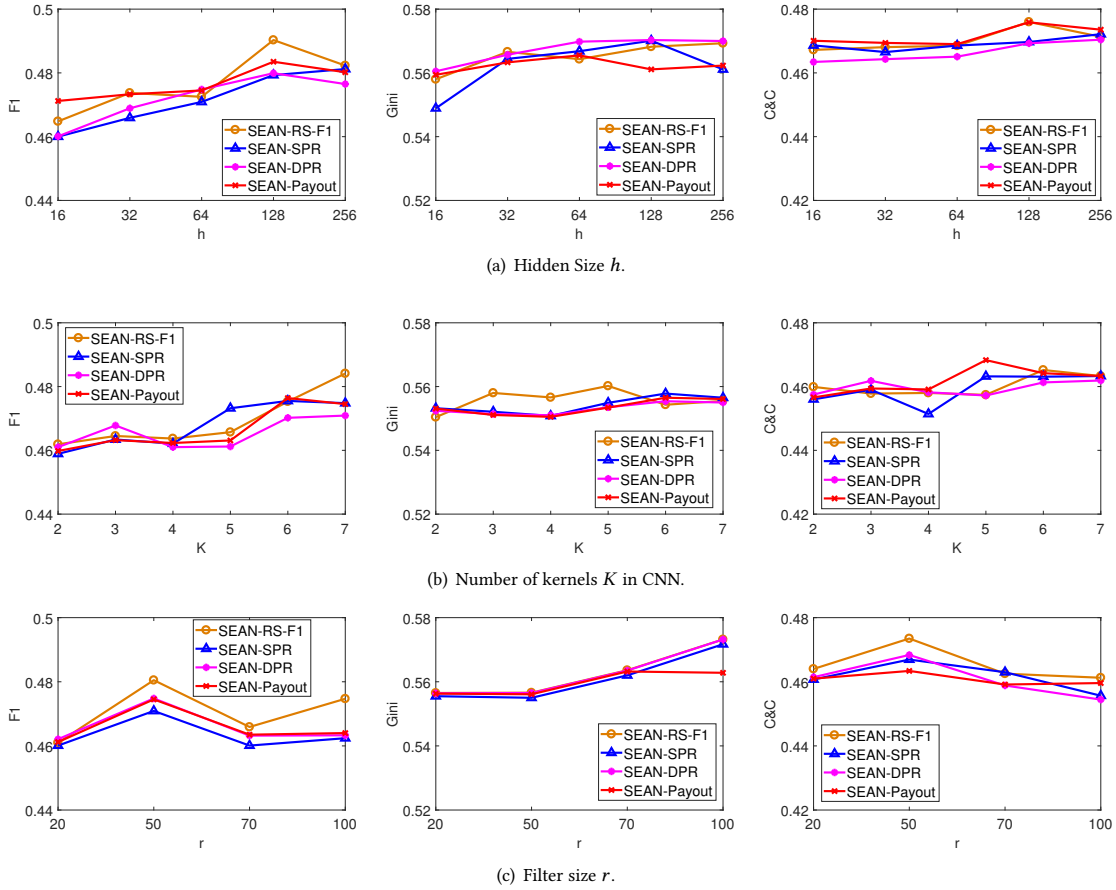 0.5
0.48
0.46
0.44
F1
16 32 64 128 256
h
SEAN-RS-F1
SEAN-SPR
SEAN-DPR
SEAN-Payout
0.58
0.56
0.54
0.52
Gini
16 32 64 128 256
h
SEAN-RS-F1
SEAN-SPR
SEAN-DPR
SEAN-Payout
0.48
0.46
0.44
0.42
C&C
16 32 64 128 256
h
SEAN-RS-F1
SEAN-SPR
SEAN-DPR
SEAN-Payout
(a) Hidden Size h.
0.5
0.48
0.46
0.44
F1
2 3 4 5 6 7
K
SEAN-RS-F1
SEAN-SPR
SEAN-DPR
SEAN-Payout
0.58
0.56
0.54
0.52
Gini
2 3 4 5 6 7
K
SEAN-RS-F1
SEAN-SPR
SEAN-DPR
SEAN-Payout
0.48
0.46
0.44
0.42
C&C
2 3 4 5 6 7
K
SEAN-RS-F1
SEAN-SPR
SEAN-DPR
SEAN-Payout
(b) Number of kernels K in CNN.
0.5
0.48
0.46
0.44
F1
20 50 70 100
r
SEAN-RS-F1
SEAN-SPR
SEAN-DPR
SEAN-Payout
0.58
0.56
0.54
0.52
Gini
20 50 70 100
r
SEAN-RS-F1
SEAN-SPR
SEAN-DPR
SEAN-Payout
0.48
0.46
0.44
0.42
C&C
20 50 70 100
r
SEAN-RS-F1
SEAN-SPR
SEAN-DPR
SEAN-Payout
(c) Filter size r.